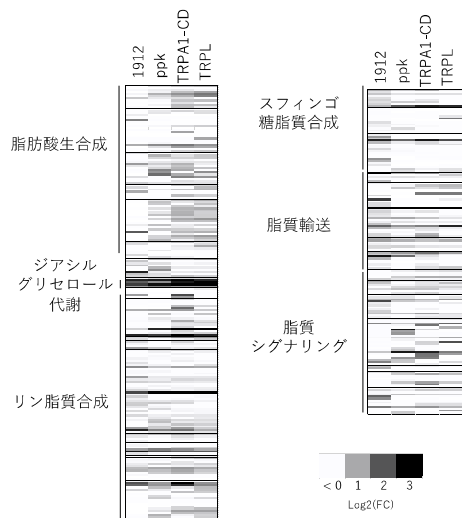 1912
ppk
TRPA1-CD
TRPL
脂肪酸生合成
ジアシル
グリセロール
代謝
リン脂質合成
1912
ppk
TRPA1-CD
TRPL
スフィンゴ
糖脂質合成
脂質輸送
脂質
シグナリング
<0 1 2 3
Log2(FC)